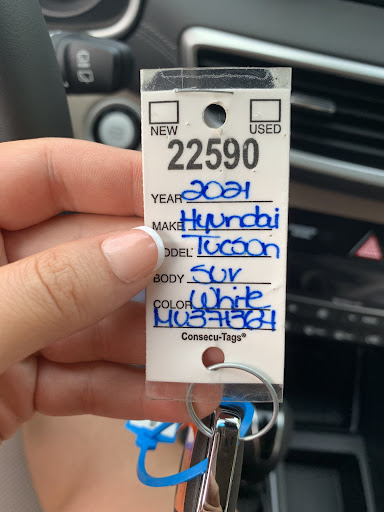 NEW USED
22590
YEAR 2021
MAKE Hyundai
MODEL Tucson
BODY SUV
COLOR White
MU371364
Consecu-Tags®